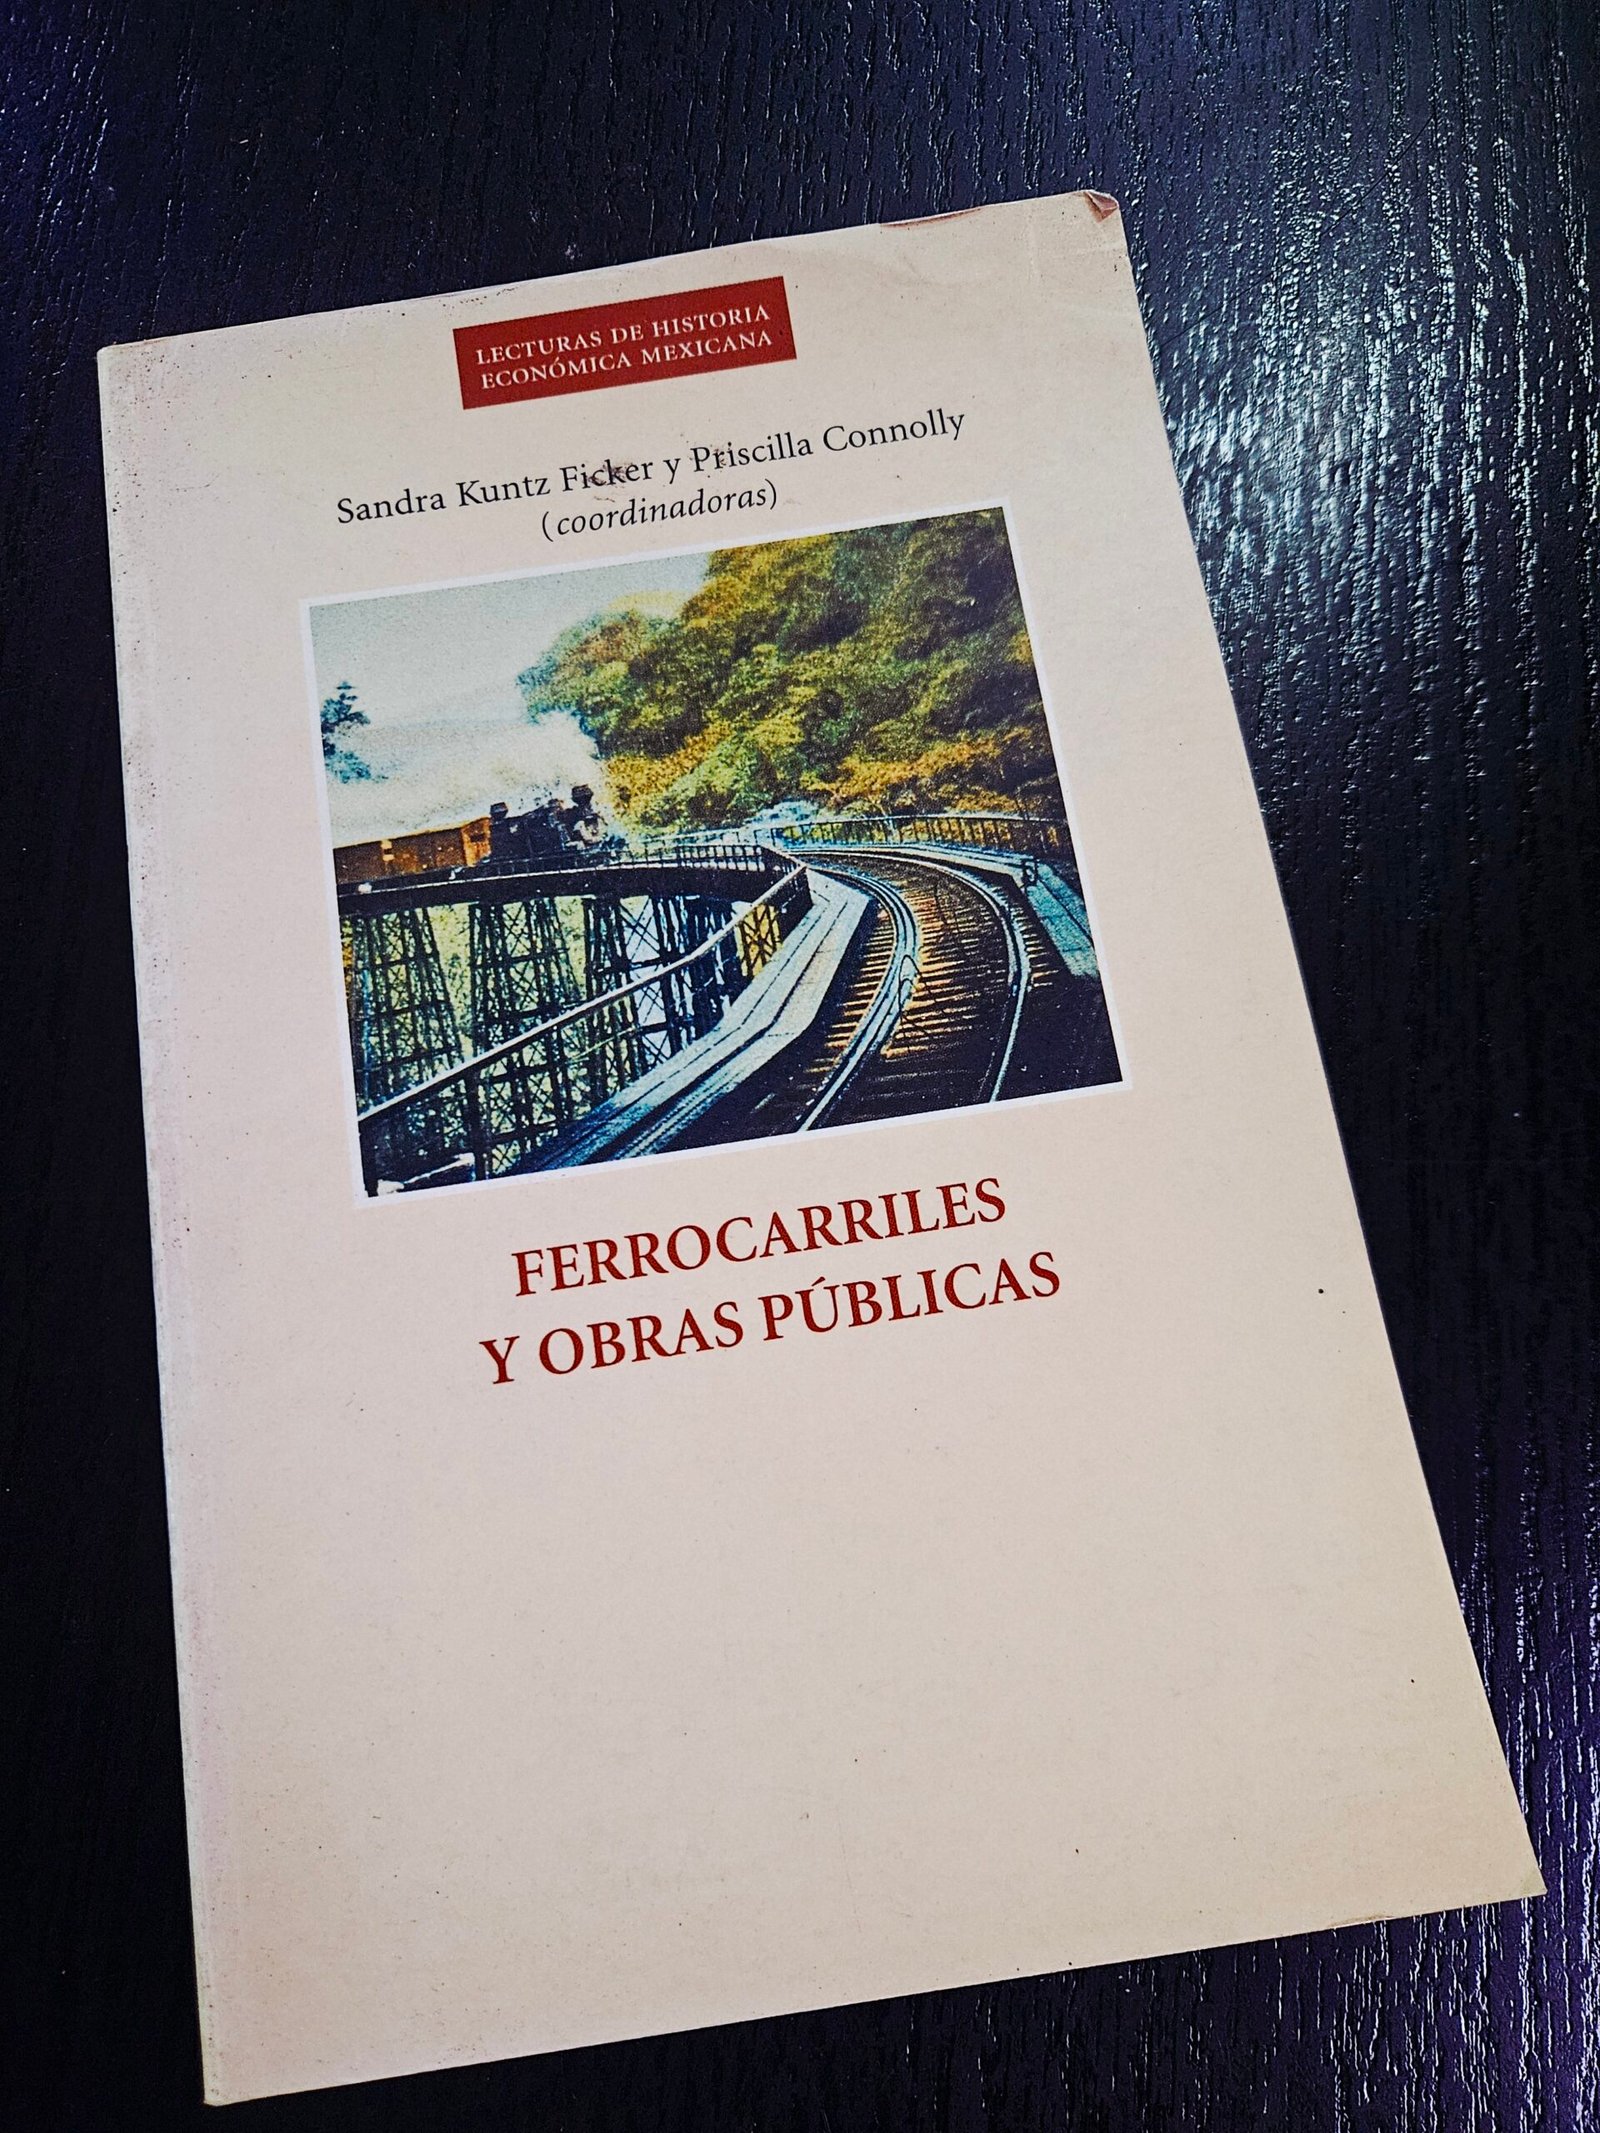 LECTURAS DE HISTORIA
ECONÓMICA MEXICANA
Sandra Kuntz Ficker y Priscilla Connolly
(coordinadoras)
FERROCARRILES
Y OBRAS PÚBLICAS